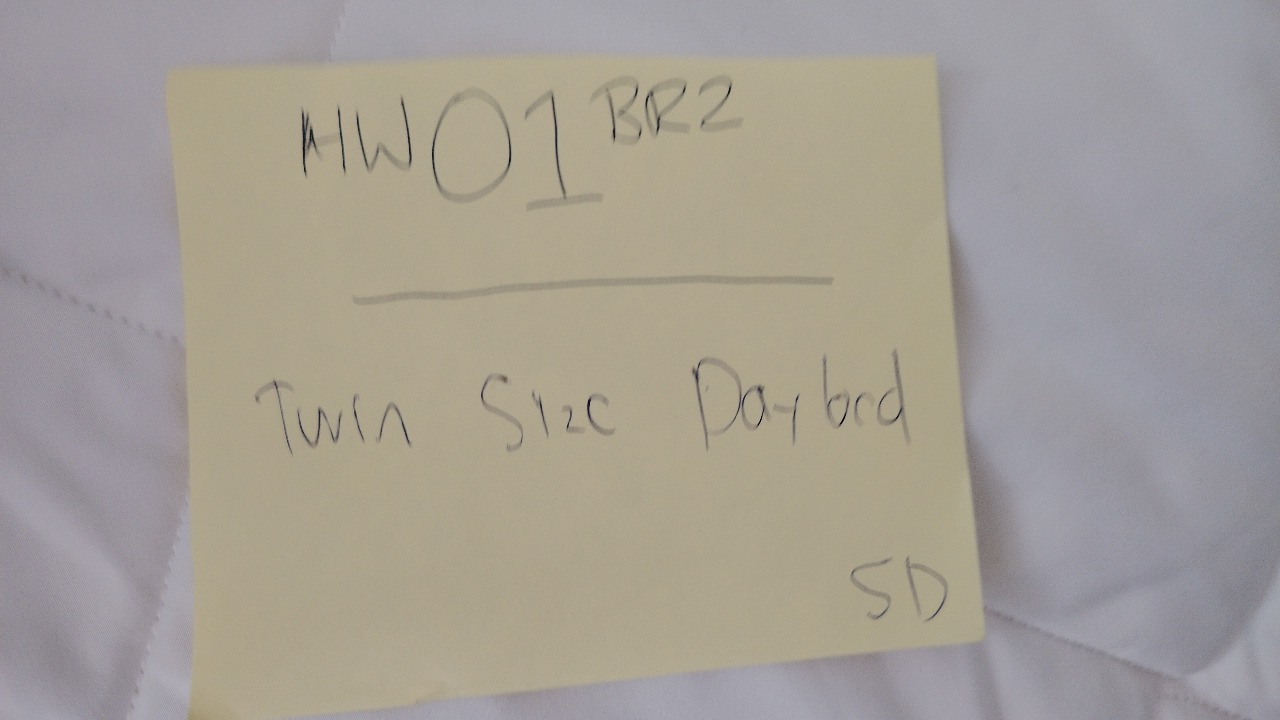 HW01 BR2
Twin Size Daybed
SD